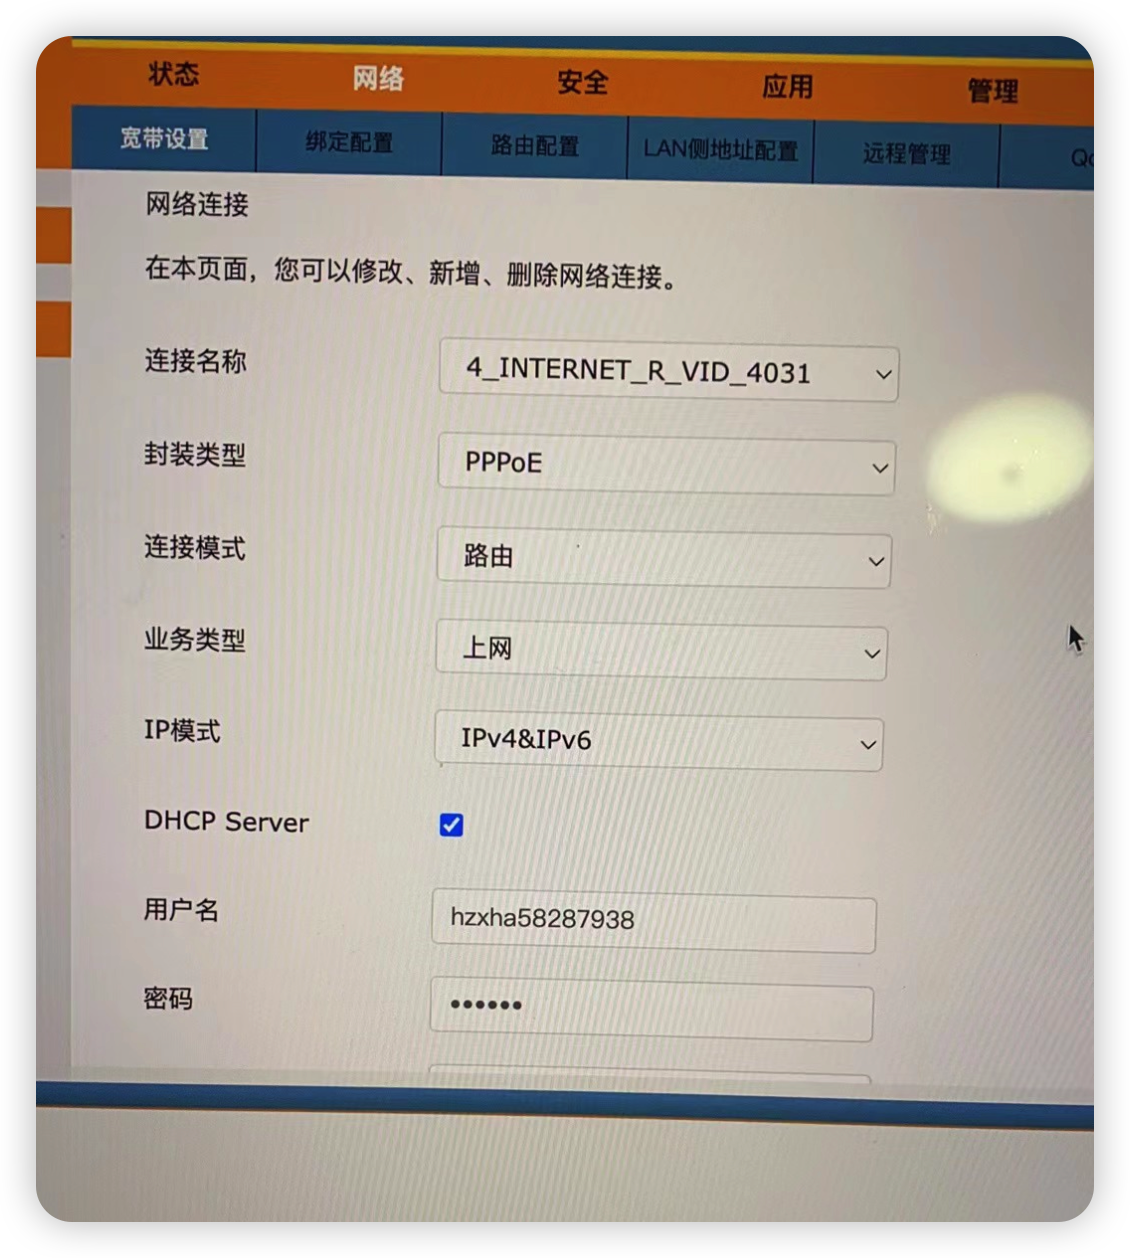 状态 网络 安全 应用 管理
宽带设置 绑定配置 路由配置 LAN侧地址配置 远程管理
网络连接
在本页面，您可以修改、新增、删除网络连接。
连接名称 4_INTERNET_R_VID_4031
封装类型 PPPoE
连接模式 路由
业务类型 上网
IP模式 IPv4&IPv6
DHCP Server
用户名 hzxha58287938
密码 ••••••